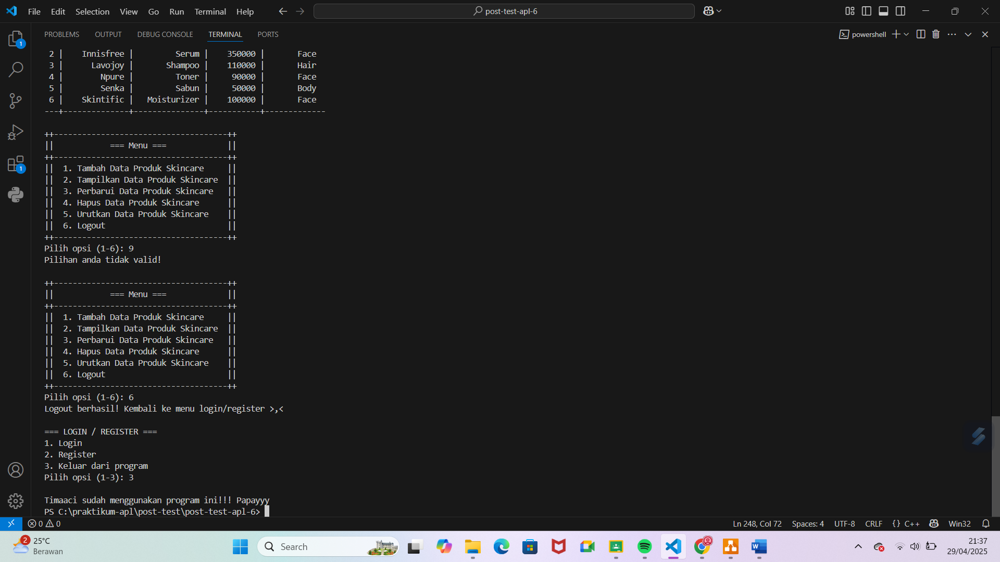 File Edit Selection View Go Run Terminal Help
post-test-apl-6
PROBLEMS OUTPUT DEBUG CONSOLE TERMINAL PORTS
powershell
 2 |    Innisfree |         Serum |    350000 |       Face
 3 |      Lavojoy |       Shampoo |    110000 |       Hair
 4 |        Npure |         Toner |     90000 |       Face
 5 |        Senka |         Sabun |     50000 |       Body
 6 |    Skintific |   Moisturizer |    100000 |       Face
---+--------------+---------------+-----------+-------------
++-------------------------------------++
||            === Menu ===             ||
++-------------------------------------++
||  1. Tambah Data Produk Skincare     ||
||  2. Tampilkan Data Produk Skincare  ||
||  3. Perbarui Data Produk Skincare   ||
||  4. Hapus Data Produk Skincare      ||
||  5. Urutkan Data Produk Skincare    ||
||  6. Logout                          ||
++-------------------------------------++
Pilih opsi (1-6): 9
Pilihan anda tidak valid!
++-------------------------------------++
||            === Menu ===             ||
++-------------------------------------++
||  1. Tambah Data Produk Skincare     ||
||  2. Tampilkan Data Produk Skincare  ||
||  3. Perbarui Data Produk Skincare   ||
||  4. Hapus Data Produk Skincare      ||
||  5. Urutkan Data Produk Skincare    ||
||  6. Logout                          ||
++-------------------------------------++
Pilih opsi (1-6): 6
Logout berhasil! Kembali ke menu login/register >,<
=== LOGIN / REGISTER ===
1. Login
2. Register
3. Keluar dari program
Pilih opsi (1-3): 3
Timaaci sudah menggunakan program ini!!! Papayyy
PS C:\praktikum-apl\post-test\post-test-apl-6>
1
1
0 0
Ln 248, Col 72 Spaces: 4 UTF-8 CRLF {} C++ Win32
2
25°C
Berawan
Search
21:37
29/04/2025